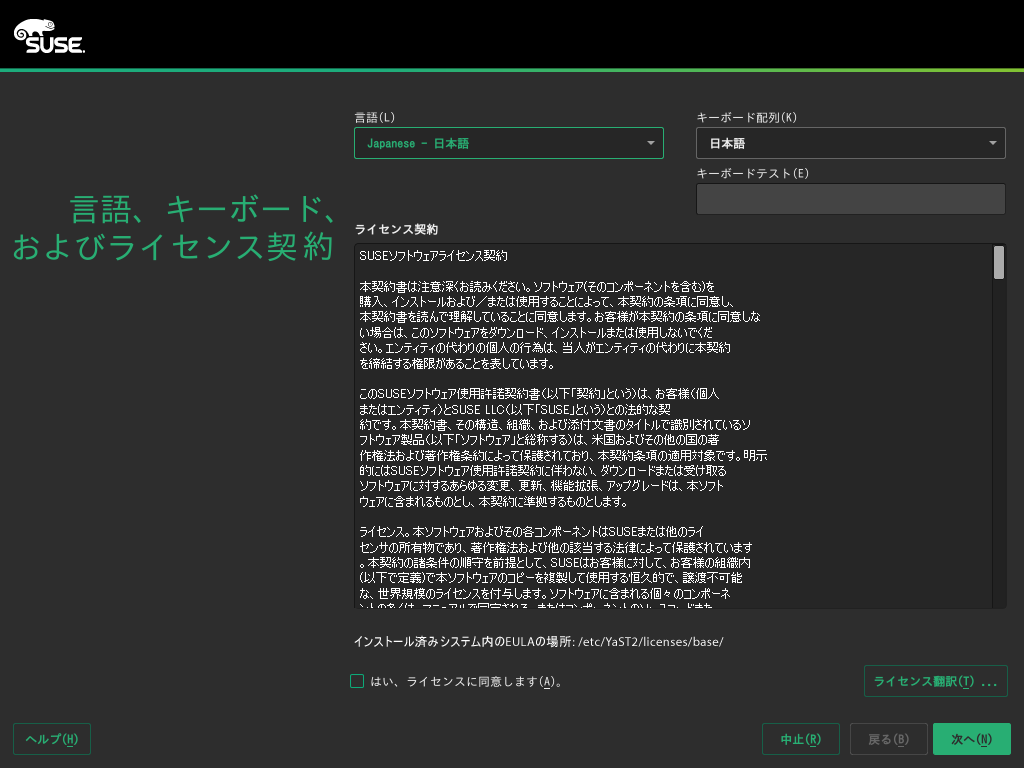 SUSE
言語(L)
キーボード配列(K)
Japanese - 日本語
日本語
キーボードテスト(E)
言語、キーボード、
およびライセンス契約
ライセンス契約
SUSEソフトウェアライセンス契約
本契約書は注意深くお読みください。ソフトウェア(そのコンポーネントを含む)を
購入、インストールおよび／または使用することによって、本契約の条項に同意し、
本契約書を読んで理解していることに同意します。お客様が本契約の条項に同意しな
い場合は、このソフトウェアをダウンロード、インストールまたは使用しないでくだ
さい。エンティティの代わりの個人の行為は、当人がエンティティの代わりに本契約
を締結する権限があることを表しています。
このSUSEソフトウェア使用許諾契約書(以下「契約」という)は、お客様(個人
またはエンティティ)とSUSE LLC(以下「SUSE」という)との法的な契
約です。本契約書、その構造、組織、および添付文書のタイトルで識別されているソ
フトウェア製品(以下「ソフトウェア」と総称する)は、米国およびその他の国の著
作権法および著作権条約によって保護されており、本契約条項の適用対象です。明示
的にはSUSEソフトウェア使用許諾契約に伴わない、ダウンロードまたは受け取る
ソフトウェアに対するあらゆる変更、更新、機能拡張、アップグレードは、本ソフト
ウェアに含まれるものとし、本契約に準拠するものとします。
ライセンス。本ソフトウェアおよびその各コンポーネントはSUSEまたは他のライ
センサの所有物であり、著作権法および他の該当する法律によって保護されています
。本契約の諸条件の順守を前提として、SUSEはお客様に対して、お客様の組織内
(以下で定義)で本ソフトウェアのコピーを複製して使用する恒久的で、譲渡不可能
な、世界規模のライセンスを付与します。ソフトウェアに含まれる個々のコンポーネ
インストール済みシステム内のEULAの場所: /etc/YaST2/licenses/base/
はい、ライセンスに同意します(A)。
ライセンス翻訳(T) ...
ヘルプ(H)
中止(R)
戻る(B)
次へ(N)